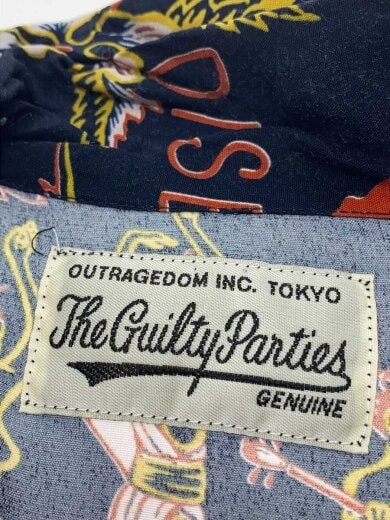 OUTRAGEDOM INC. TOKYO
The Guilty Parties
GENUINE